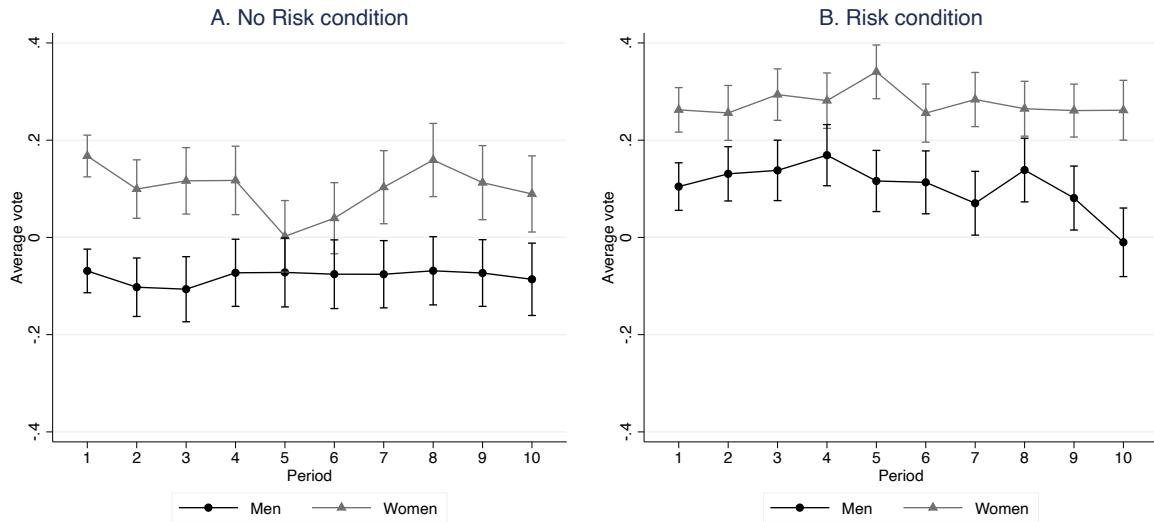 A. No Risk condition
.4
.2
0
-.2
-.4
Average vote
1 2 3 4 5 6 7 8 9 10
Period
Men Women
B. Risk condition
.4
.2
0
-.2
-.4
Average vote
1 2 3 4 5 6 7 8 9 10
Period
Men Women